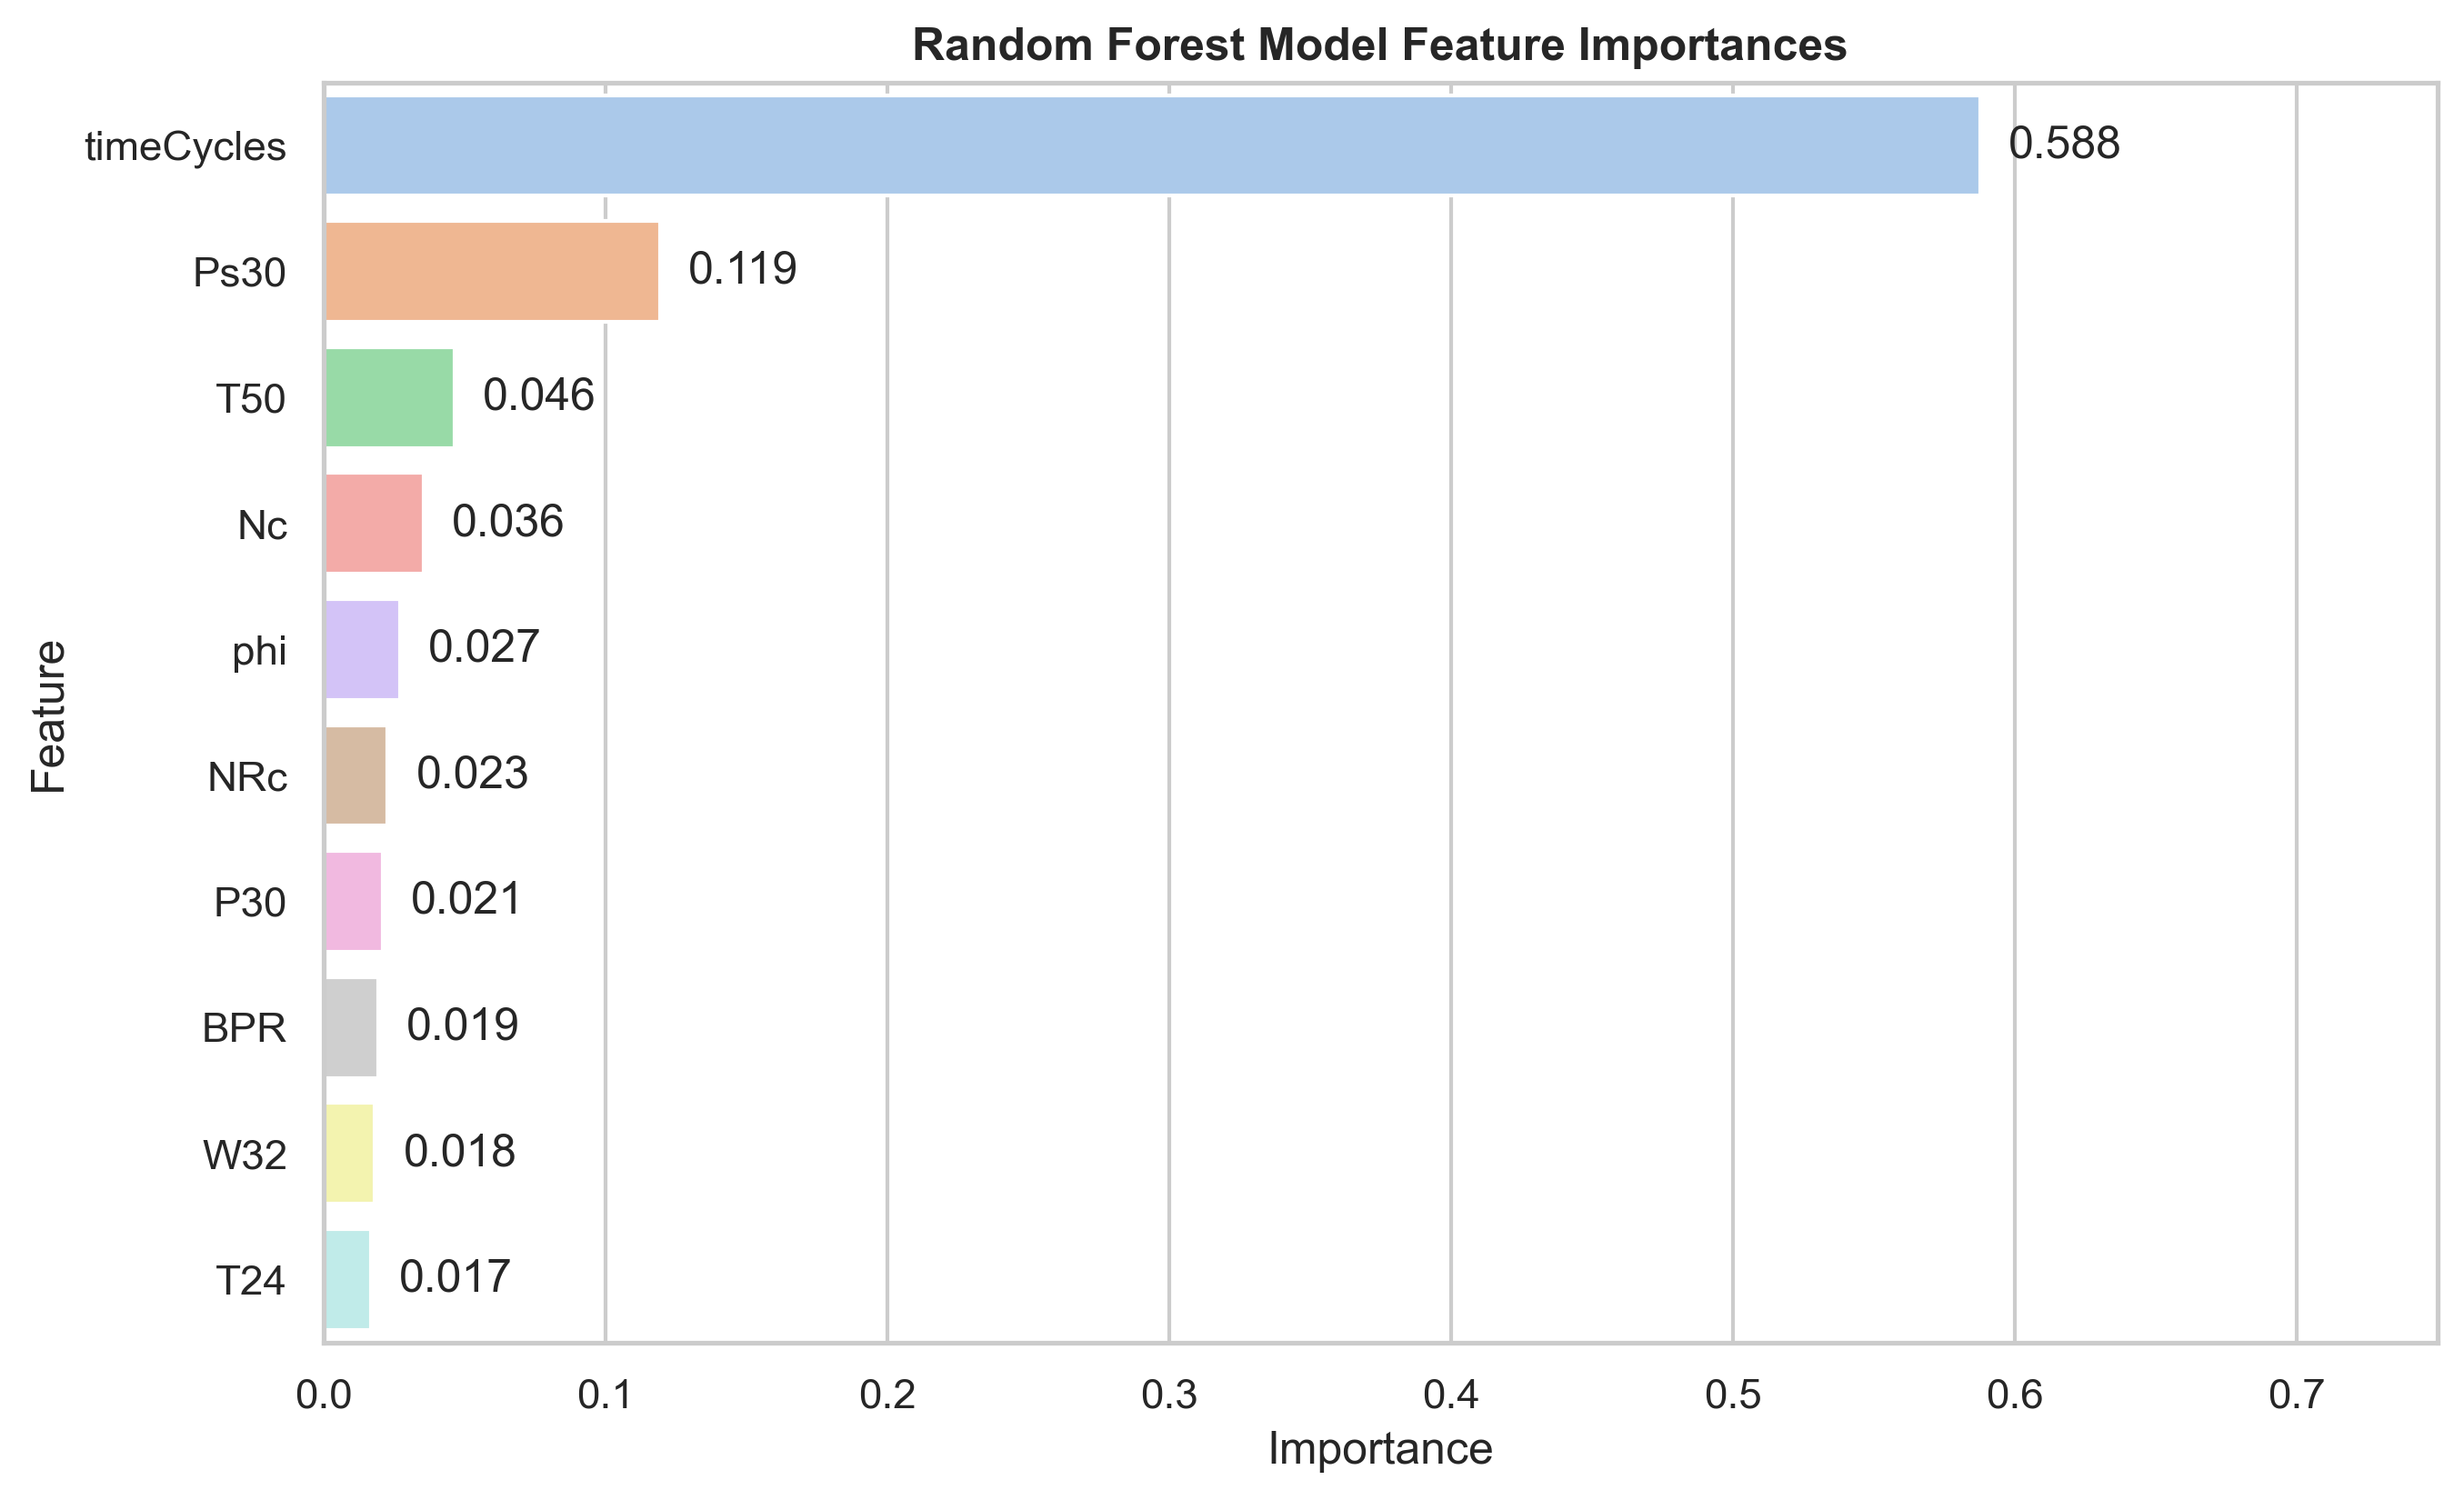 Random Forest Model Feature Importances
timeCycles
0.588
Ps30
0.119
T50
0.046
Nc
0.036
phi
0.027
NRc
0.023
P30
0.021
BPR
0.019
W32
0.018
T24
0.017
Feature
0.0 0.1 0.2 0.3 0.4 0.5 0.6 0.7
Importance